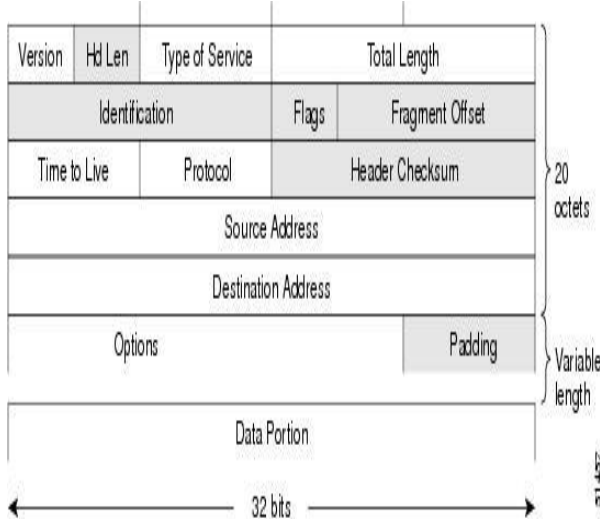 Version Hd Len Type of Service Total Length
Identification Flags Fragment Offset
Time to Live Protocol Header Checksum
20
octets
Source Address
Destination Address
Options Padding
Variable
length
Data Portion
32 bits